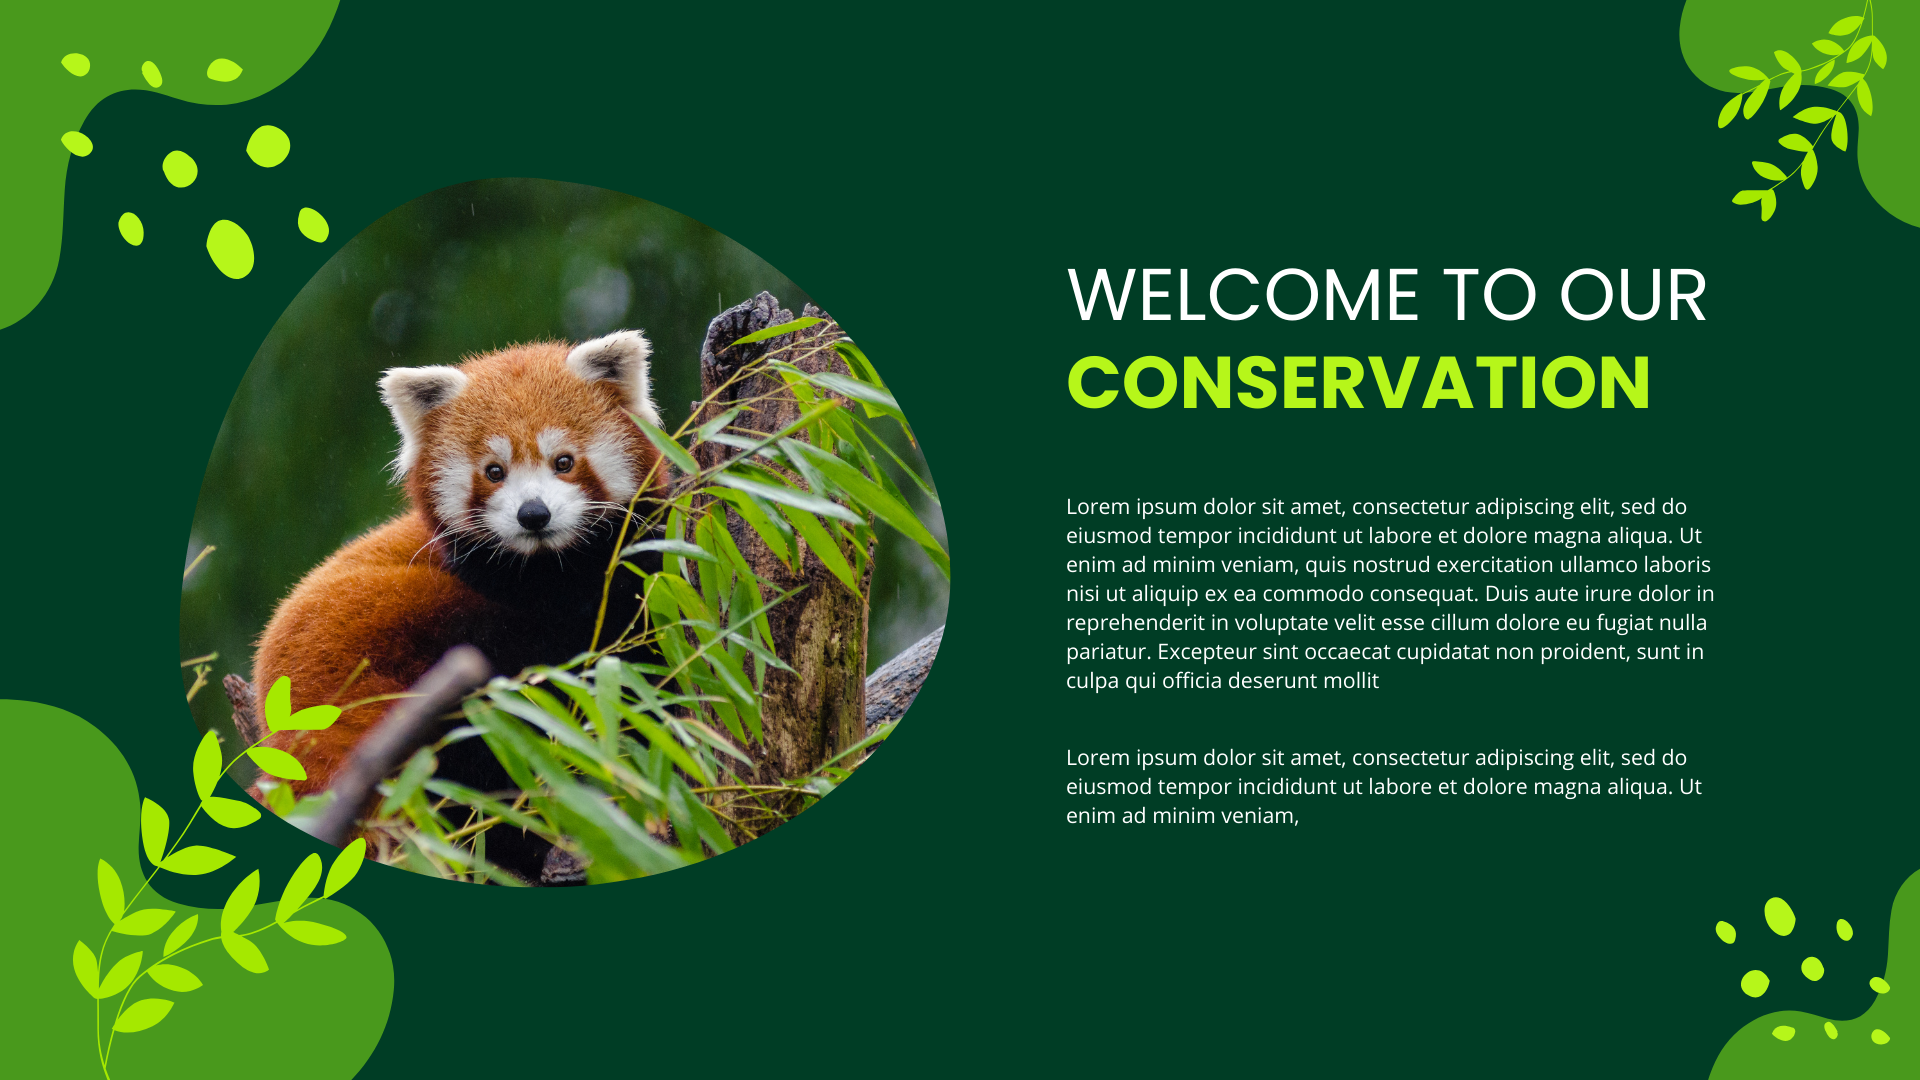 WELCOME TO OUR
CONSERVATION
Lorem ipsum dolor sit amet, consectetur adipiscing elit, sed do
eiusmod tempor incididunt ut labore et dolore magna aliqua. Ut
enim ad minim veniam, quis nostrud exercitation ullamco laboris
nisi ut aliquip ex ea commodo consequat. Duis aute irure dolor in
reprehenderit in voluptate velit esse cillum dolore eu fugiat nulla
pariatur. Excepteur sint occaecat cupidatat non proident, sunt in
culpa qui officia deserunt mollit
Lorem ipsum dolor sit amet, consectetur adipiscing elit, sed do
eiusmod tempor incididunt ut labore et dolore magna aliqua. Ut
enim ad minim veniam,